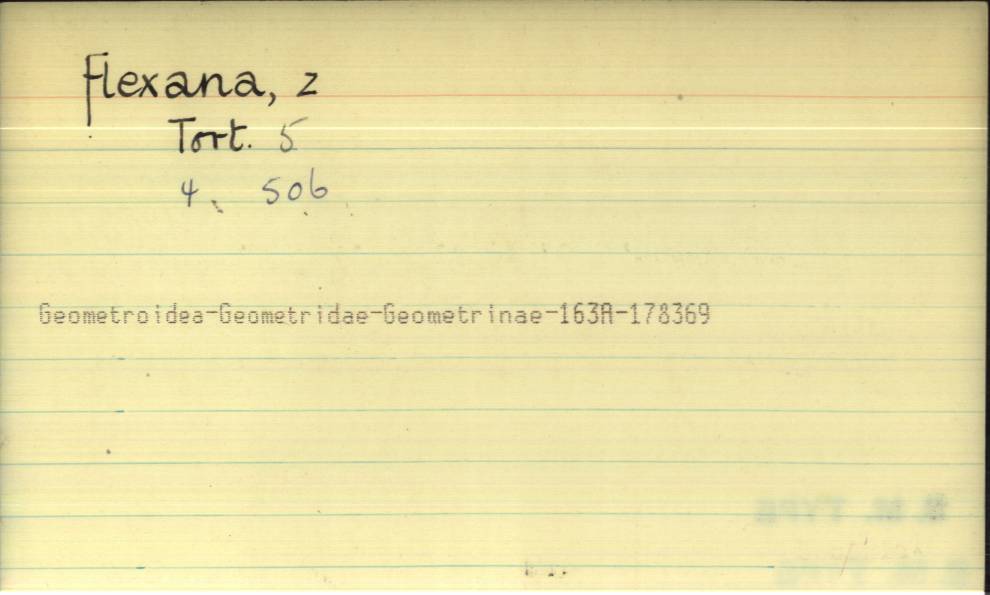 Flexana, z
Tort. 5
4. 506
Geometroidea-Geometridae-Geometrinae-163A-178369